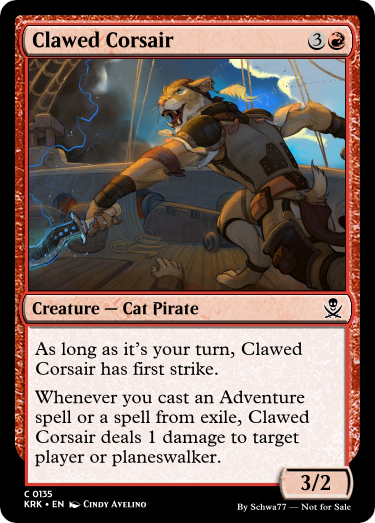 Clawed Corsair 3
Creature — Cat Pirate
As long as it's your turn, Clawed
Corsair has first strike.
Whenever you cast an Adventure
spell or a spell from exile, Clawed
Corsair deals 1 damage to target
player or planeswalker.
3/2
C 0135
KRK • EN Cindy Avelino
By Schwa77 — Not for Sale